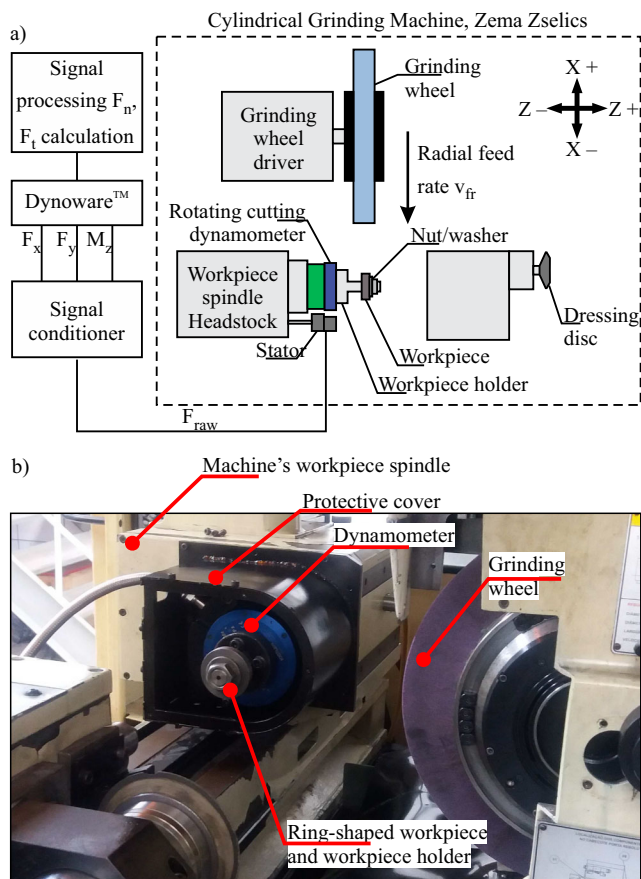 Cylindrical Grinding Machine, Zema Zselics
a)
Signal
processing Fn,
Ft calculation
Dynoware™
Fx Fy Mz
Signal
conditioner
Fraw
Grinding
wheel
Grinding
wheel
driver
X +
Z – Z +
X –
Radial feed
rate vfr
Rotating cutting
dynamometer
Nut/washer
Workpiece
spindle
Headstock
Stator
Workpiece
Workpiece holder
Dressing
disc
b)
Machine's workpiece spindle
Protective cover
Dynamometer
Grinding
wheel
Ring-shaped workpiece
and workpiece holder